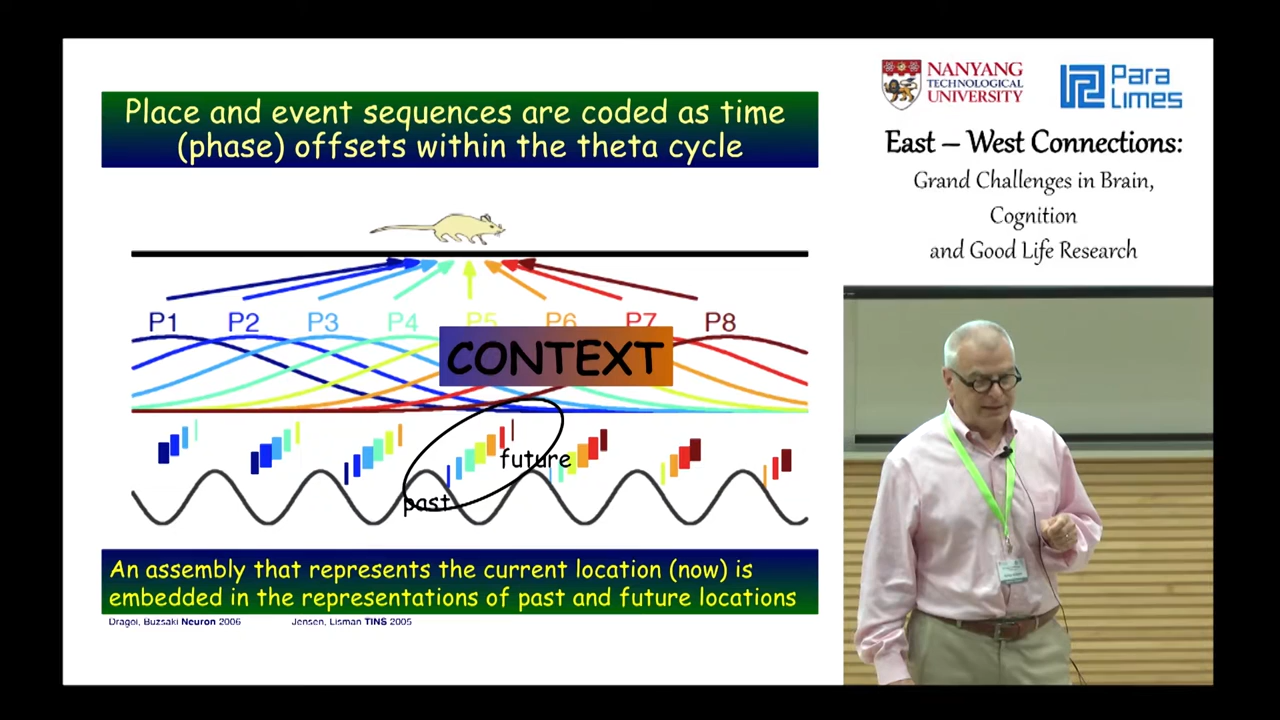 Place and event sequences are coded as time
(phase) offsets within the theta cycle
P1 P2 P3 P4 P5 P6 P7 P8
CONTEXT
future
past
An assembly that represents the current location (now) is
embedded in the representations of past and future locations
Dragoi, Buzsaki Neuron 2006 Jensen, Lisman TINS 2005
NANYANG
TECHNOLOGICAL
UNIVERSITY
Para
Limes
East – West Connections:
Grand Challenges in Brain,
Cognition
and Good Life Research